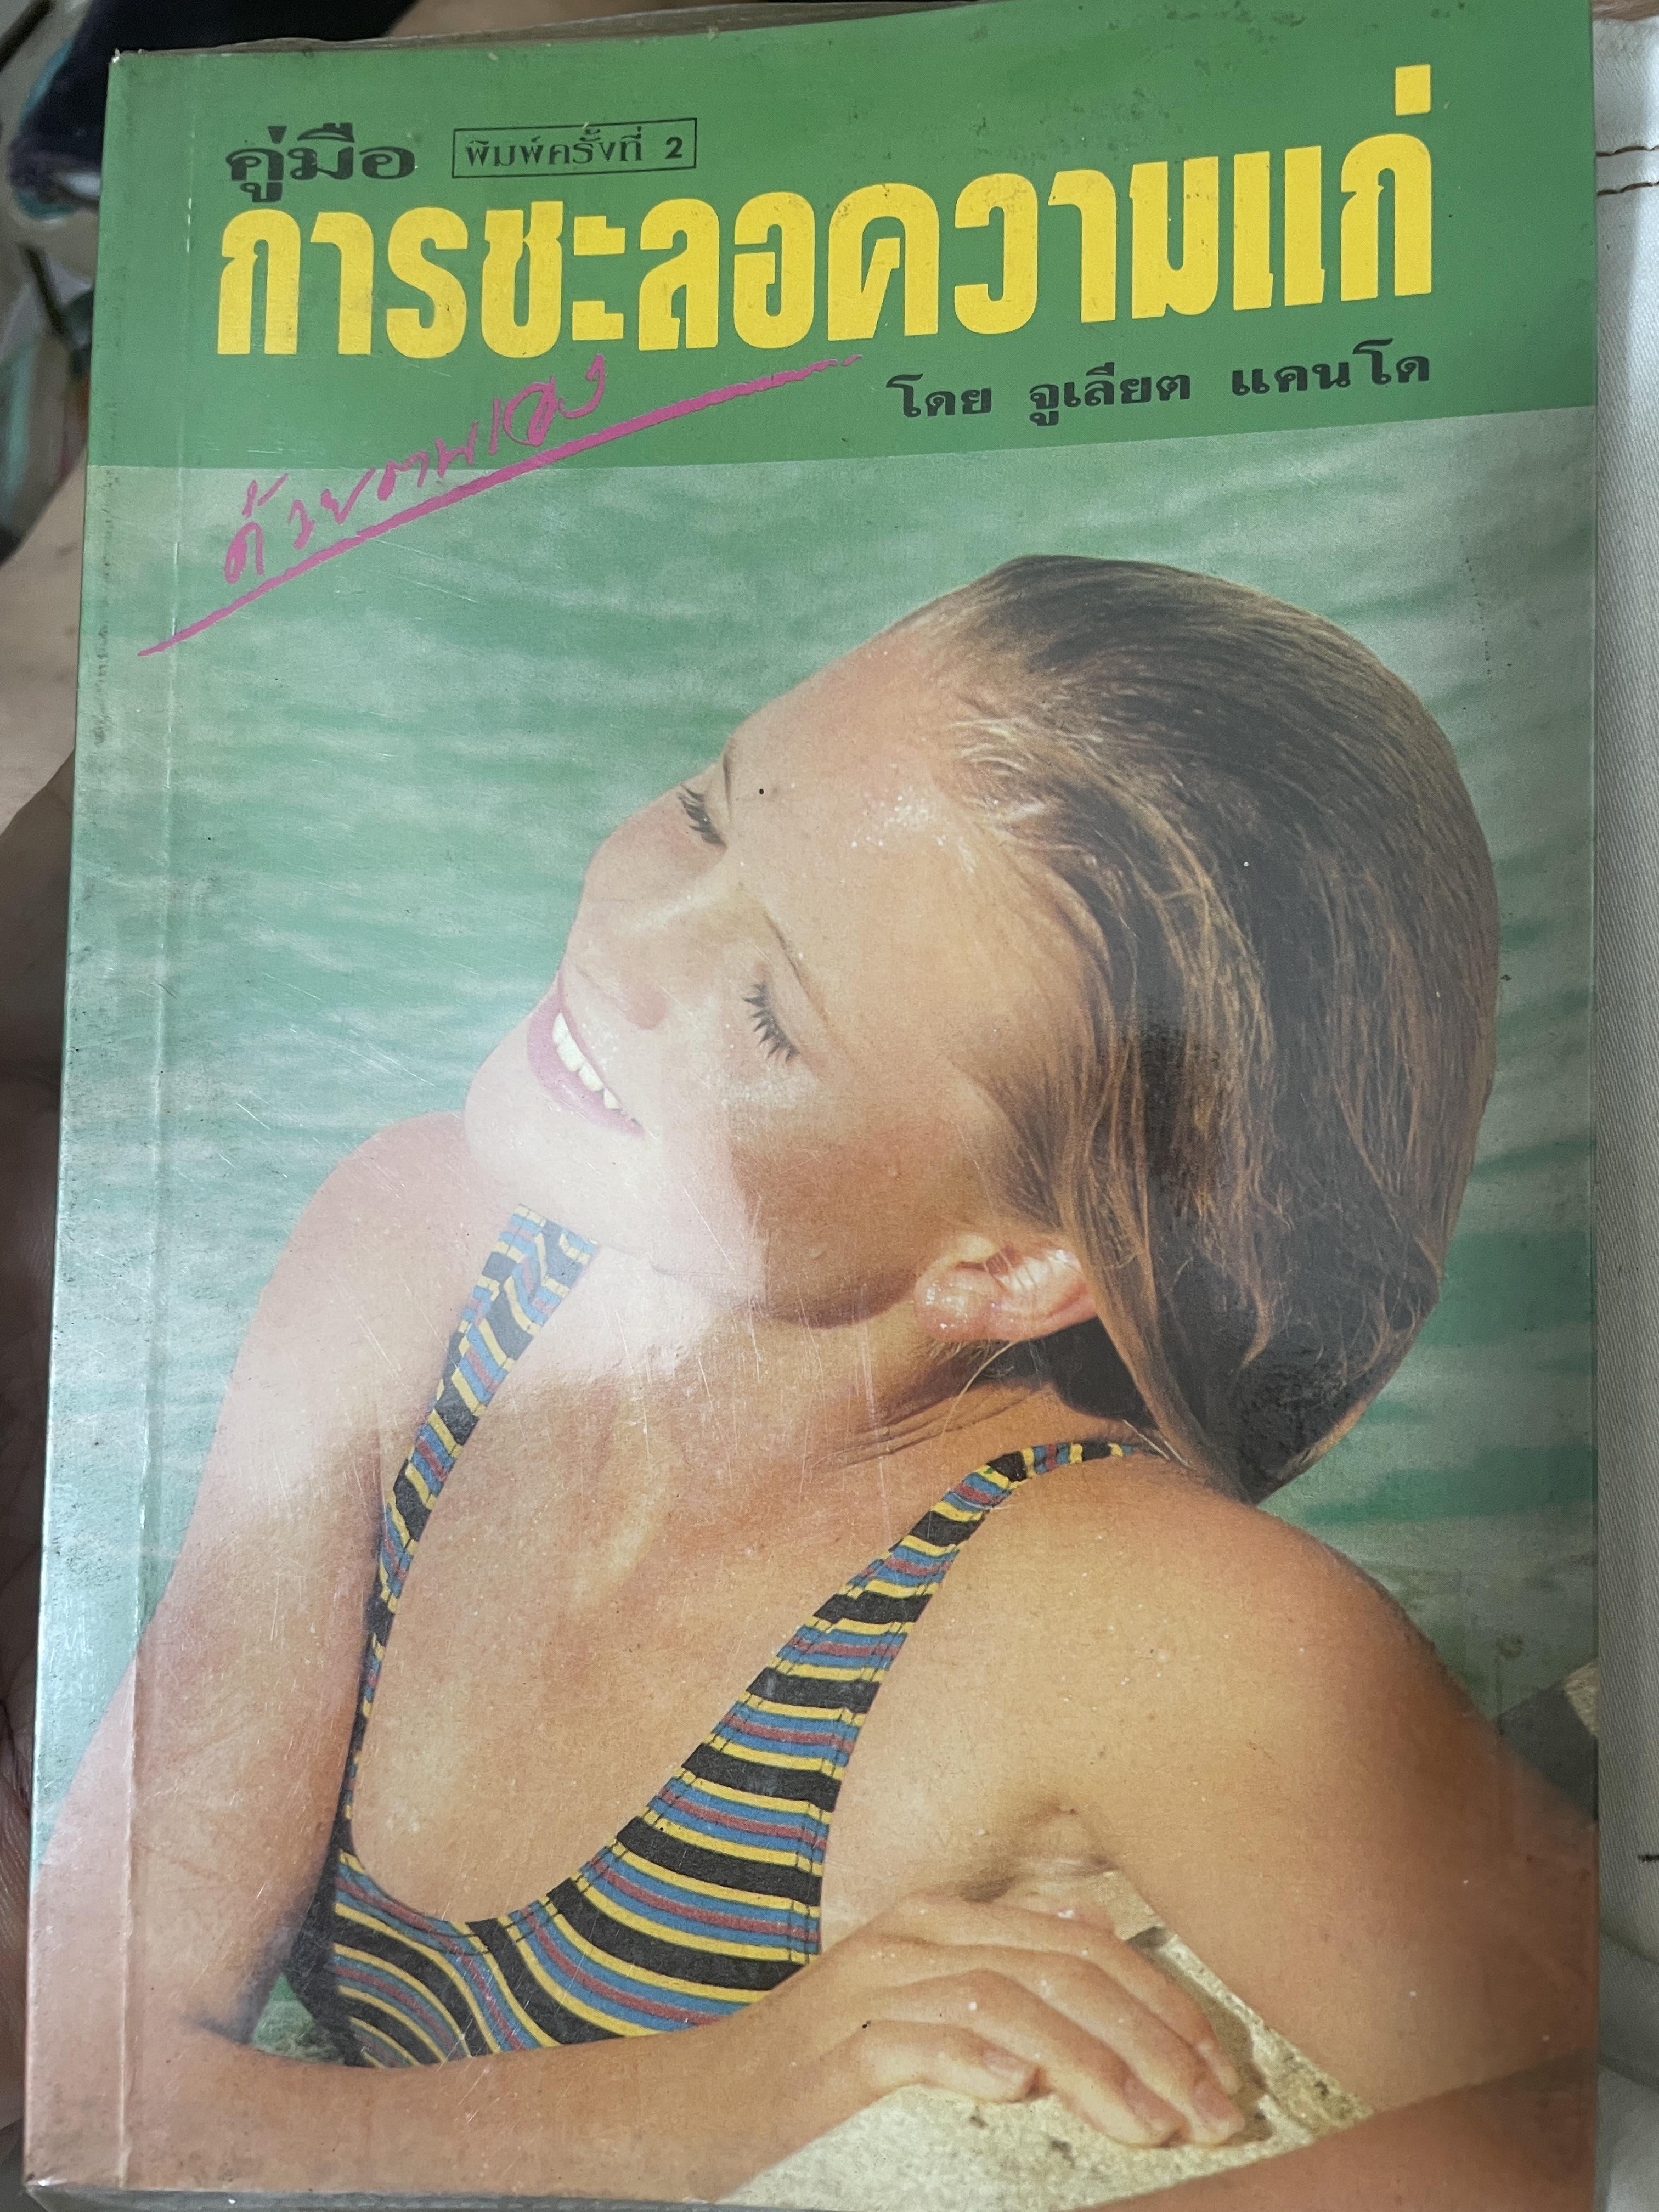 คู่มือ พิมพ์ครั้งที่ 2
การชะลอความแก่
โดย จูเลียต แคนโด
ด้วยตนเอง